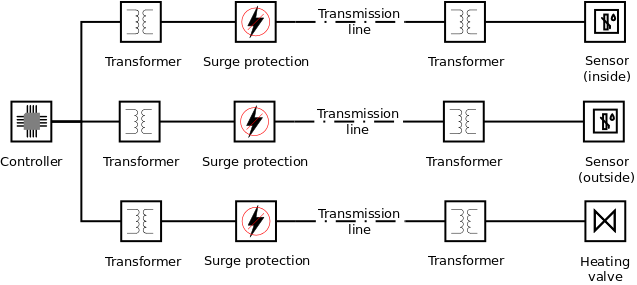 Transmission
line
Transformer
Surge protection
Transformer
Sensor
(inside)
Transmission
line
Controller
Transformer
Surge protection
Transformer
Sensor
(outside)
Transmission
line
Transformer
Surge protection
Transformer
Heating
valve